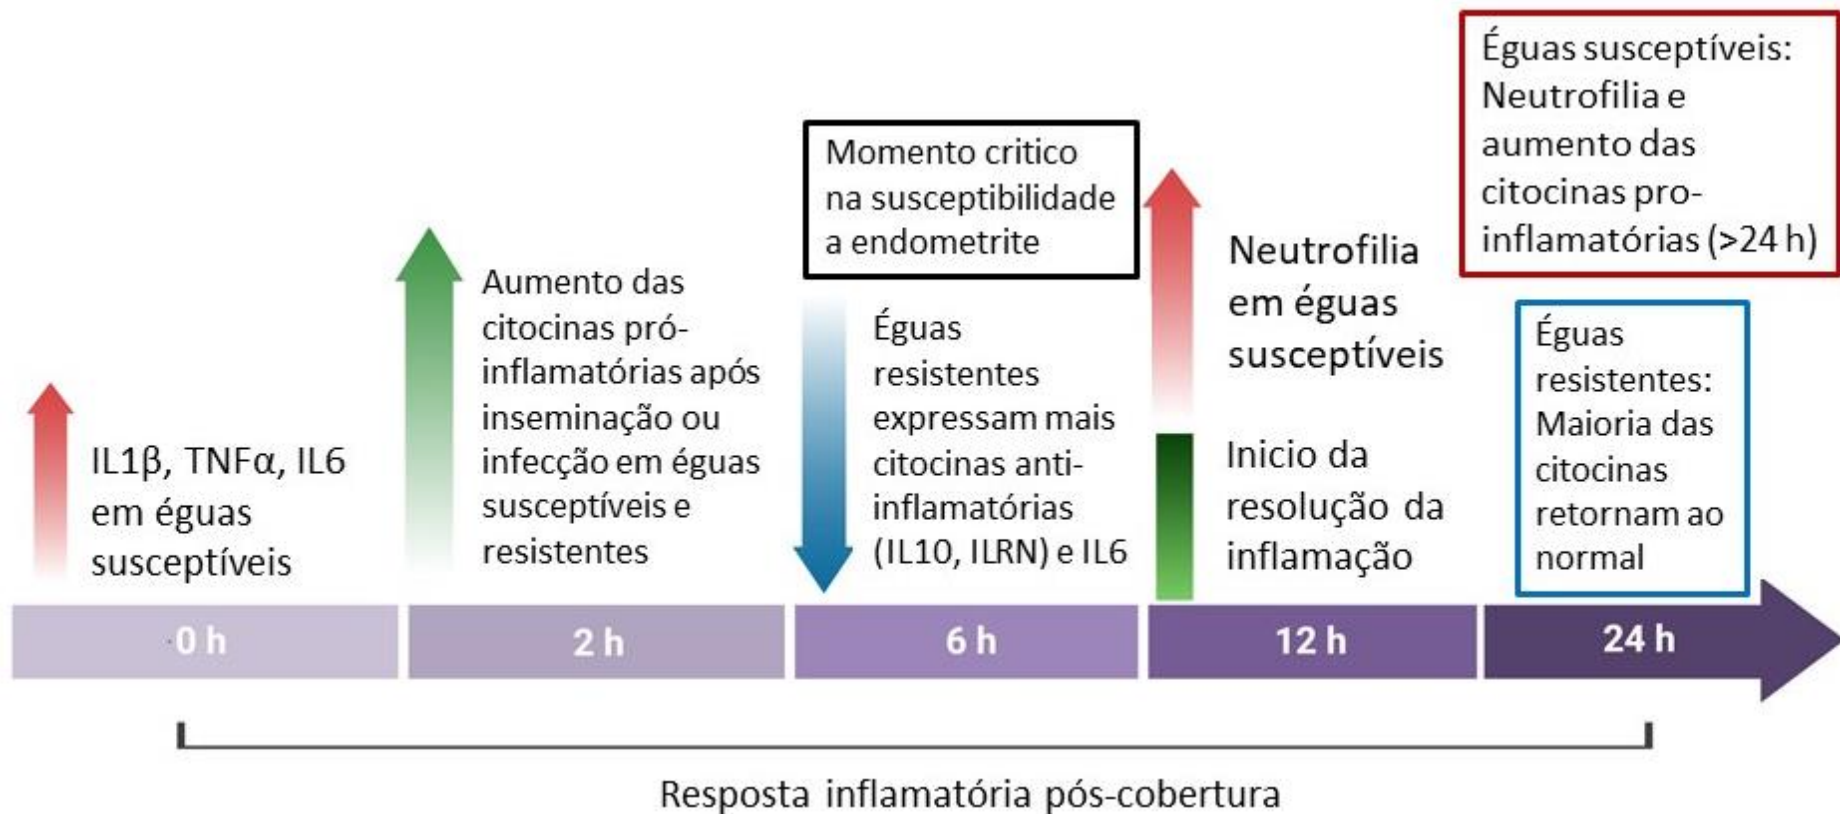 IL1β, TNFα, IL6
em éguas
susceptíveis
Aumento das
citocinas pró-
inflamatórias após
inseminação ou
infecção em éguas
susceptíveis e
resistentes
Momento critico
na susceptibilidade
a endometrite
Éguas
resistentes
expressam mais
citocinas anti-
inflamatórias
(IL10, ILRN) e IL6
Neutrofilia
em éguas
susceptíveis
Inicio da
resolução da
inflamação
Éguas susceptíveis:
Neutrofilia e
aumento das
citocinas pro-
inflamatórias (>24 h)
Éguas
resistentes:
Maioria das
citocinas
retornam ao
normal
0 h
2 h
6 h
12 h
24 h
Resposta inflamatória pós-cobertura